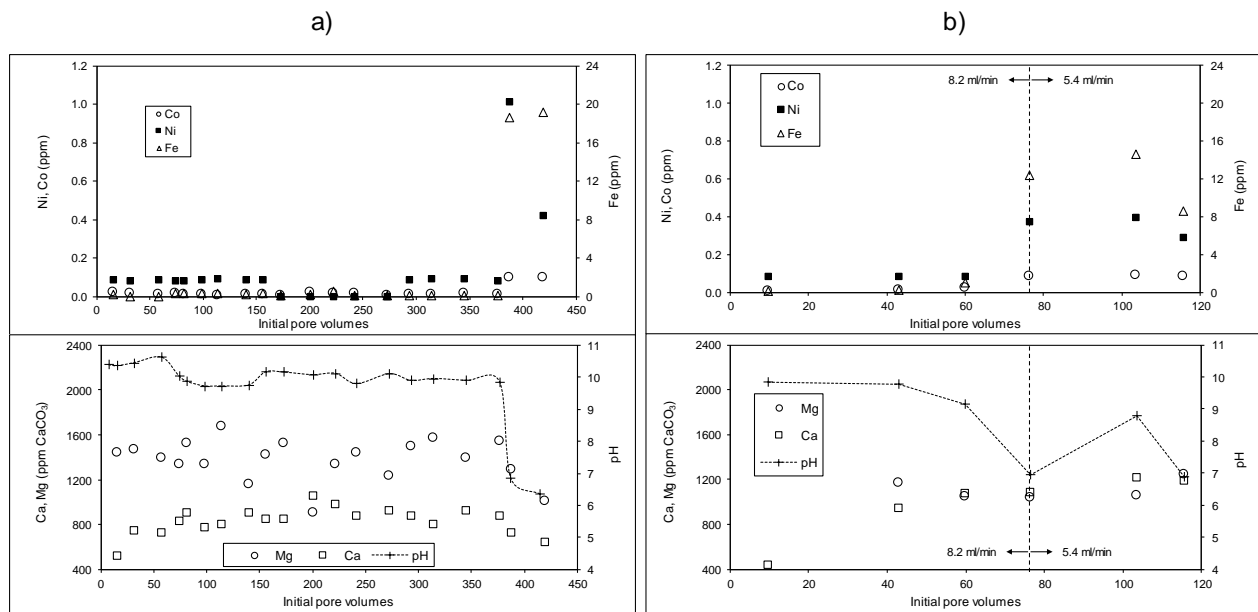 a)
b)
1.2
1.0
0.8
0.6
0.4
0.2
0.0
Ni, Co (ppm)
24
20
16
12
8
4
0
Fe (ppm)
Co
Ni
Fe
0 50 100 150 200 250 300 350 400 450
Initial pore volumes
1.2
1.0
0.8
0.6
0.4
0.2
0.0
Ni, Co (ppm)
24
20
16
12
8
4
0
Fe (ppm)
8.2 ml/min
5.4 ml/min
Co
Ni
Fe
0 20 40 60 80 100 120
Initial pore volumes
2400
2000
1600
1200
800
400
Ca, Mg (ppm CaCO₃)
11
10
9
8
7
6
5
4
pH
Mg Ca pH
0 50 100 150 200 250 300 350 400 450
Initial pore volumes
2400
2000
1600
1200
800
400
Ca, Mg (ppm CaCO₃)
11
10
9
8
7
6
5
4
pH
Mg
Ca
pH
8.2 ml/min
5.4 ml/min
0 20 40 60 80 100 120
Initial pore volumes